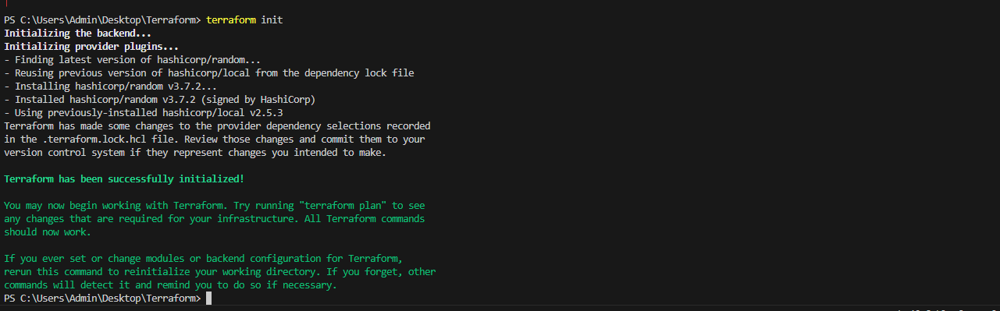 PS C:\Users\Admin\Desktop\Terraform> terraform init
Initializing the backend...
Initializing provider plugins...
- Finding latest version of hashicorp/random...
- Reusing previous version of hashicorp/local from the dependency lock file
- Installing hashicorp/random v3.7.2...
- Installed hashicorp/random v3.7.2 (signed by HashiCorp)
- Using previously-installed hashicorp/local v2.5.3
Terraform has made some changes to the provider dependency selections recorded
in the .terraform.lock.hcl file. Review those changes and commit them to your
version control system if they represent changes you intended to make.
Terraform has been successfully initialized!
You may now begin working with Terraform. Try running "terraform plan" to see
any changes that are required for your infrastructure. All Terraform commands
should now work.
If you ever set or change modules or backend configuration for Terraform,
rerun this command to reinitialize your working directory. If you forget, other
commands will detect it and remind you to do so if necessary.
PS C:\Users\Admin\Desktop\Terraform>